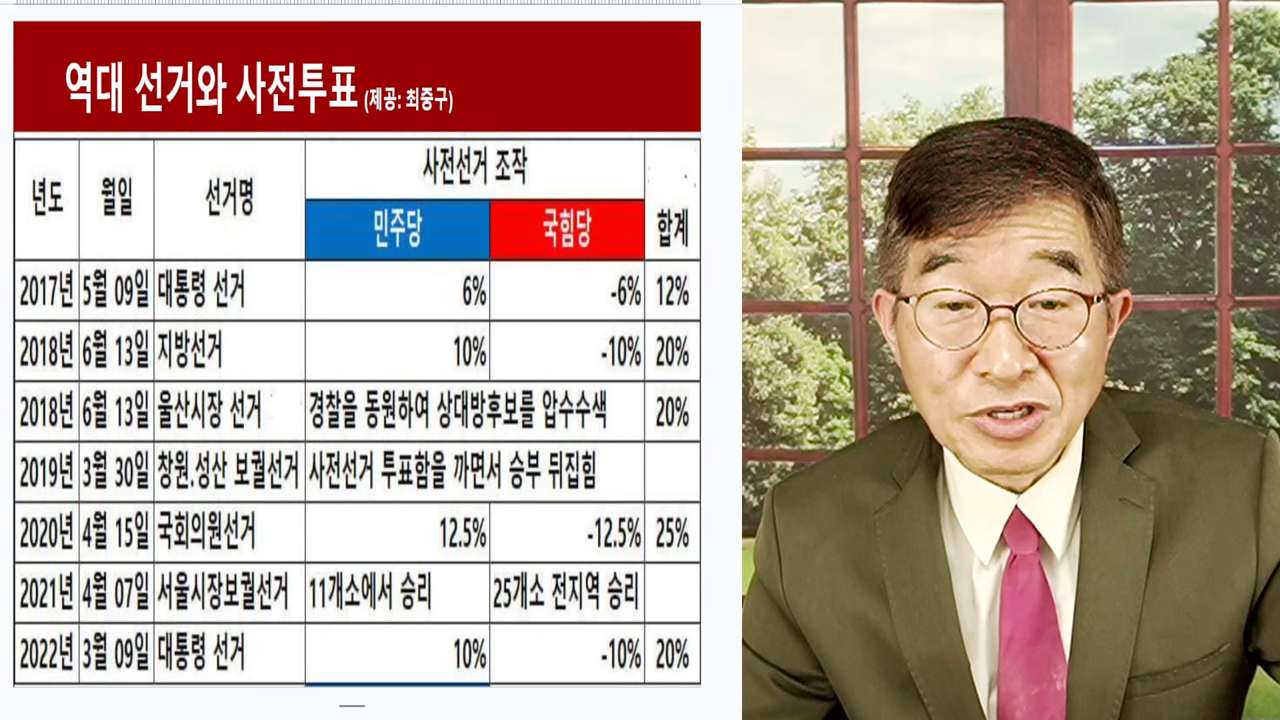 역대 선거와 사전투표 (제공: 최중구)
년도 월일 선거명 사전선거 조작 합계
민주당 국힘당
2017년 5월 09일 대통령 선거 6% -6% 12%
2018년 6월 13일 지방선거 10% -10% 20%
2018년 6월 13일 울산시장 선거 경찰을 동원하여 상대방후보를 압수수색 20%
2019년 3월 30일 창원.성산 보궐선거 사전선거 투표함을 까면서 승부 뒤집힘
2020년 4월 15일 국회의원선거 12.5% -12.5% 25%
2021년 4월 07일 서울시장보궐선거 11개소에서 승리 25개소 전지역 승리
2022년 3월 09일 대통령 선거 10% -10% 20%